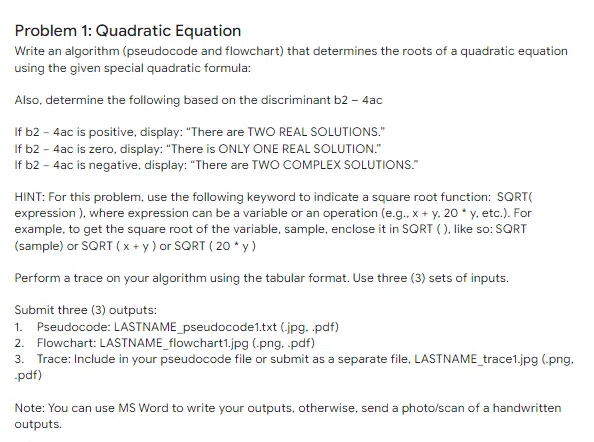 Problem 1: Quadratic Equation
Write an algorithm (pseudocode and flowchart) that determines the roots of a quadratic equation
using the given special quadratic formula:
Also, determine the following based on the discriminant b2 – 4ac
If b2 – 4ac is positive, display: "There are TWO REAL SOLUTIONS."
If b2 – 4ac is zero, display: "There is ONLY ONE REAL SOLUTION."
If b2 – 4ac is negative, display: "There are TWO COMPLEX SOLUTIONS."
HINT: For this problem, use the following keyword to indicate a square root function: SQRT(
expression ), where expression can be a variable or an operation (e.g., x + y, 20 * y, etc.). For
example, to get the square root of the variable, sample, enclose it in SQRT ( ), like so: SQRT
(sample) or SQRT ( x + y ) or SQRT ( 20 * y )
Perform a trace on your algorithm using the tabular format. Use three (3) sets of inputs.
Submit three (3) outputs:
1. Pseudocode: LASTNAME_pseudocode1.txt (.jpg, .pdf)
2. Flowchart: LASTNAME_flowchart1.jpg (.png, .pdf)
3. Trace: Include in your pseudocode file or submit as a separate file, LASTNAME_trace1.jpg (.png,
.pdf)
Note: You can use MS Word to write your outputs, otherwise, send a photo/scan of a handwritten
outputs.